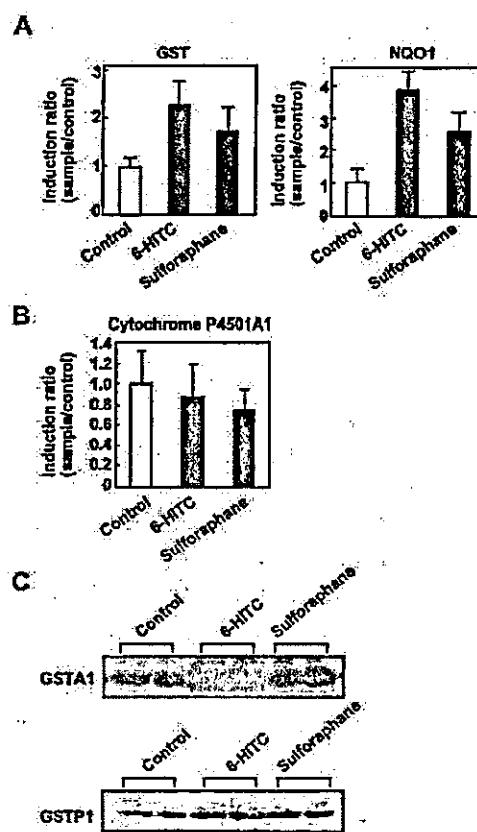 A
GST
NQO1
Induction ratio
(sample/control)
3
2
1
0
Control
6-HITC
Sulforaphane
Induction ratio
(sample/control)
4
3
2
1
0
Control
6-HITC
Sulforaphane
B
Cytochrome P4501A1
Induction ratio
(sample/control)
1.4
1.2
1.0
0.8
0.6
0.4
0.2
0
Control
6-HITC
Sulforaphane
C
Control
6-HITC
Sulforaphane
GSTA1
Control
6-HITC
Sulforaphane
GSTP1